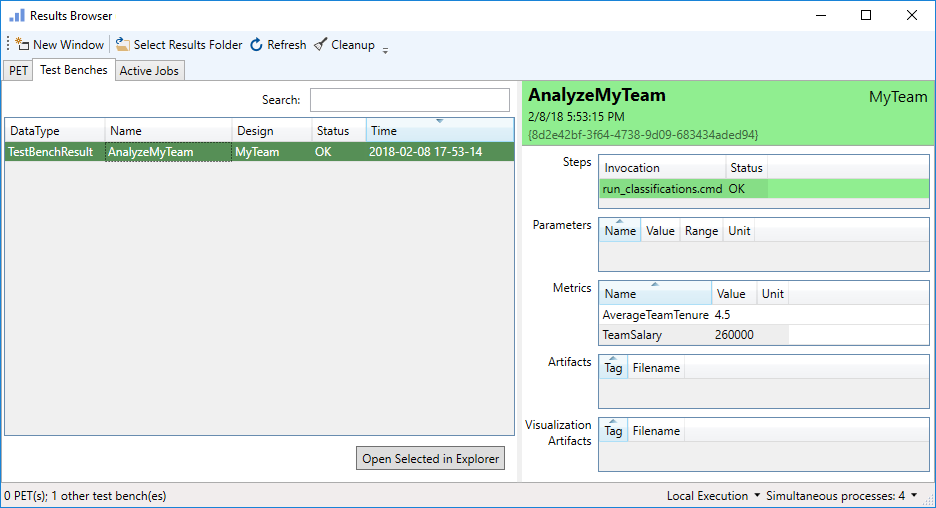 Results Browser
New Window Select Results Folder Refresh Cleanup
PET Test Benches Active Jobs
Search:
DataType Name Design Status Time
TestBenchResult AnalyzeMyTeam MyTeam OK 2018-02-08 17-53-14
Open Selected in Explorer
AnalyzeMyTeam MyTeam
2/8/18 5:53:15 PM
{8d2e42bf-3f64-4738-9d09-683434aded94}
Steps
Invocation Status
run_classifications.cmd OK
Parameters
Name Value Range Unit
Metrics
Name Value Unit
AverageTeamTenure 4.5
TeamSalary 260000
Artifacts
Tag Filename
Visualization
Artifacts
Tag Filename
0 PET(s); 1 other test bench(es)
Local Execution Simultaneous processes: 4